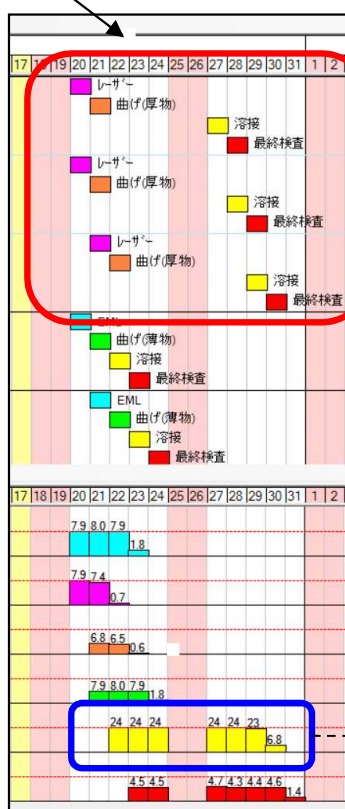 17 18 19 20 21 22 23 24 25 26 27 28 29 30 31 1 2
レーザー
曲げ(厚物)
溶接
最終検査
レーザー
曲げ(厚物)
溶接
最終検査
レーザー
曲げ(厚物)
溶接
最終検査
EML
曲げ(薄物)
溶接
最終検査
EML
曲げ(薄物)
溶接
最終検査
17 18 19 20 21 22 23 24 25 26 27 28 29 30 31 1 2
7.9 8.0 7.9 1.8
7.9 7.4 0.7
6.8 6.5 0.6
7.9 8.0 7.9 1.8
24 24 24 24 24 23 6.8
4.5 4.5 4.7 4.3 4.4 4.6 1.4